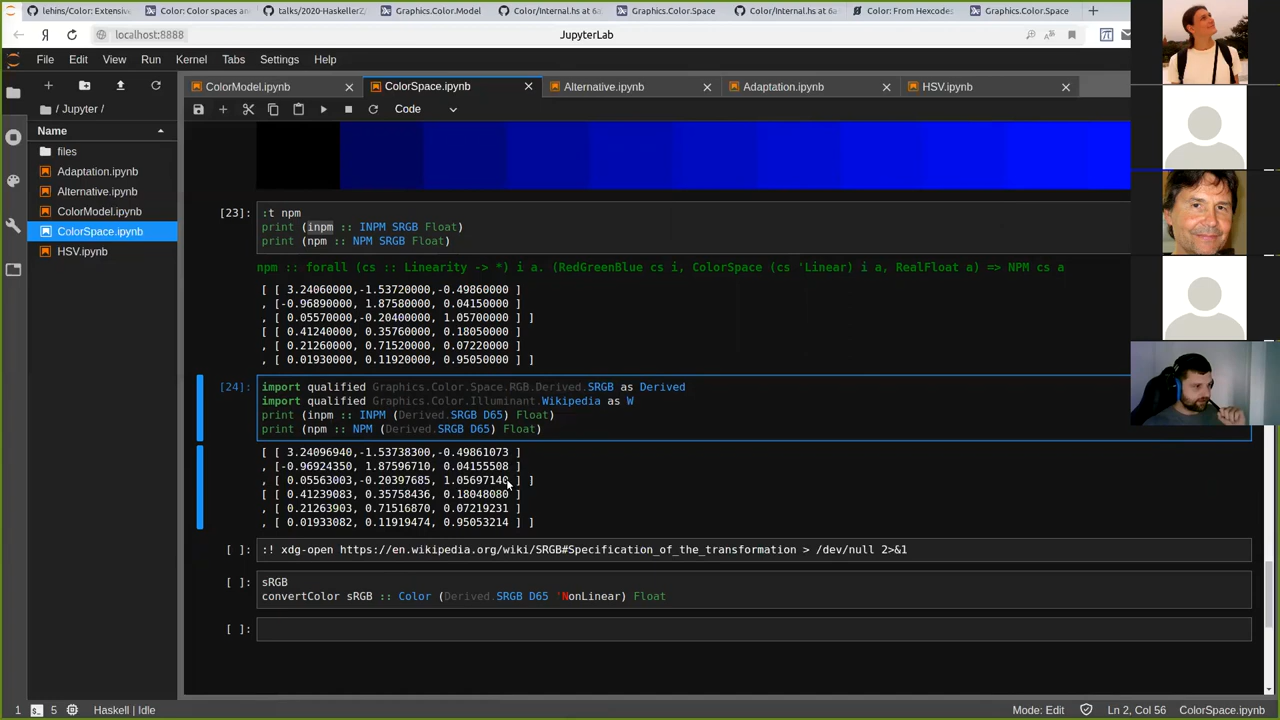 lehins/Color: Extensiv
Color: Color spaces an
talks/2020-HaskellerZ
Graphics.Color.Model
Color/Internal.hs at 6a
Graphics.Color.Space
Color/Internal.hs at 6a
Color: From Hexcodes
Graphics.Color.Space
localhost:8888
JupyterLab
File Edit View Run Kernel Tabs Settings Help
ColorModel.ipynb
ColorSpace.ipynb
Alternative.ipynb
Adaptation.ipynb
HSV.ipynb
Code
/ Jupyter /
Name
files
Adaptation.ipynb
Alternative.ipynb
ColorModel.ipynb
ColorSpace.ipynb
HSV.ipynb
[23]: :t npm
print (inpm :: INPM SRGB Float)
print (npm :: NPM SRGB Float)
npm :: forall (cs :: Linearity -> *) i a. (RedGreenBlue cs i, ColorSpace (cs 'Linear) i a, RealFloat a) => NPM cs a
[ [ 3.24060000,-1.53720000,-0.49860000 ]
, [-0.96890000, 1.87580000, 0.04150000 ]
, [ 0.05570000,-0.20400000, 1.05700000 ] ]
[ [ 0.41240000, 0.35760000, 0.18050000 ]
, [ 0.21260000, 0.71520000, 0.07220000 ]
, [ 0.01930000, 0.11920000, 0.95050000 ] ]
[24]: import qualified Graphics.Color.Space.RGB.Derived.SRGB as Derived
import qualified Graphics.Color.Illuminant.Wikipedia as W
print (inpm :: INPM (Derived.SRGB D65) Float)
print (npm :: NPM (Derived.SRGB D65) Float)
[ [ 3.24096940,-1.53738300,-0.49861073 ]
, [-0.96924350, 1.87596710, 0.04155508 ]
, [ 0.05563003,-0.20397685, 1.05697140 ] ]
[ [ 0.41239083, 0.35758436, 0.18048080 ]
, [ 0.21263903, 0.71516870, 0.07219231 ]
, [ 0.01933082, 0.11919474, 0.95053214 ] ]
[ ]: :! xdg-open https://en.wikipedia.org/wiki/SRGB#Specification_of_the_transformation > /dev/null 2>&1
[ ]: sRGB
convertColor sRGB :: Color (Derived.SRGB D65 'NonLinear) Float
[ ]:
1 5 Haskell | Idle
Mode: Edit
Ln 2, Col 56
ColorSpace.ipynb